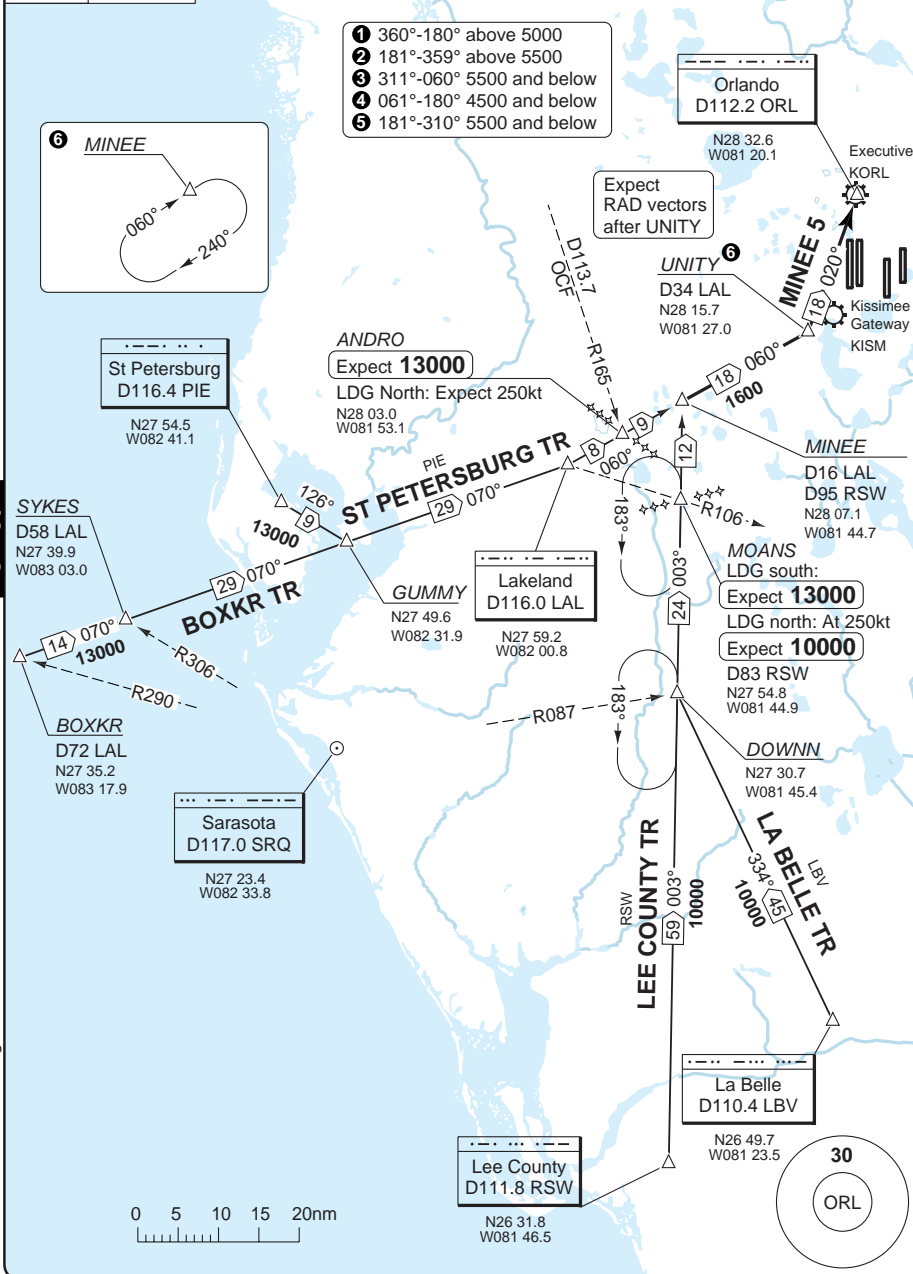 ❶ 360°-180° above 5000
❷ 181°-359° above 5500
❸ 311°-060° 5500 and below
❹ 061°-180° 4500 and below
❺ 181°-310° 5500 and below
Orlando
D112.2 ORL
N28 32.6
W081 20.1
Executive
KORL
❻ MINEE
060°
240°
Expect
RAD vectors
after UNITY
D113.7
OCF
R165
UNITY ❻
D34 LAL
N28 15.7
W081 27.0
MINEE 5
18 020°
Kissimee
Gateway
KISM
St Petersburg
D116.4 PIE
N27 54.5
W082 41.1
ANDRO
Expect 13000
LDG North: Expect 250kt
N28 03.0
W081 53.1
18 060°
1600
MINEE
D16 LAL
D95 RSW
N28 07.1
W081 44.7
126°
9
13000
PIE
ST PETERSBURG TR
29 070°
8
060°
9
12
R106
183°
SYKES
D58 LAL
N27 39.9
W083 03.0
29 070°
BOXKR TR
GUMMY
N27 49.6
W082 31.9
Lakeland
D116.0 LAL
N27 59.2
W082 00.8
24 003°
MOANS
LDG south:
Expect 13000
LDG north: At 250kt
Expect 10000
D83 RSW
N27 54.8
W081 44.9
14 070°
13000
R306
R290
BOXKR
D72 LAL
N27 35.2
W083 17.9
R087
183°
DOWNN
N27 30.7
W081 45.4
Sarasota
D117.0 SRQ
N27 23.4
W082 33.8
RSW
LEE COUNTY TR
59 003°
10000
LBV
LA BELLE TR
334°
45
10000
La Belle
D110.4 LBV
N26 49.7
W081 23.5
Lee County
D111.8 RSW
N26 31.8
W081 46.5
30
ORL
0 5 10 15 20nm